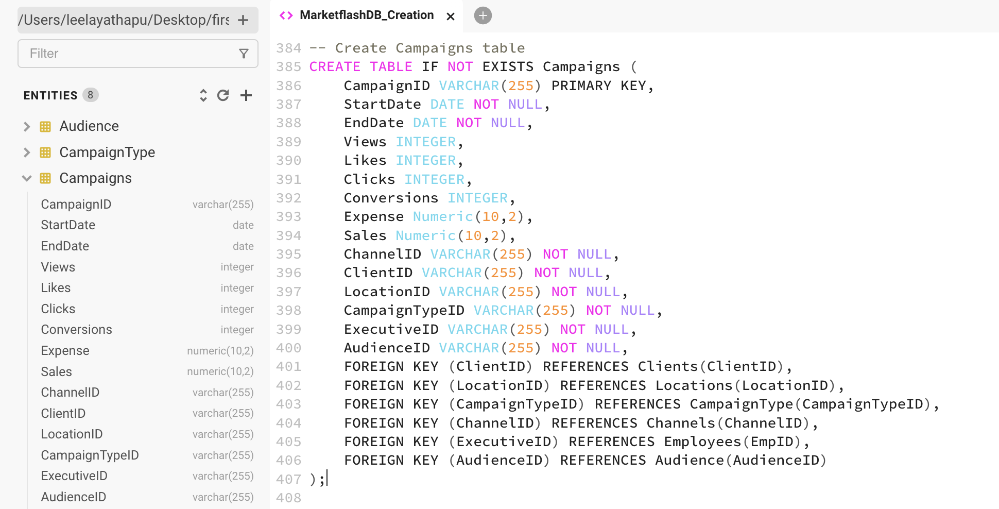 /Users/leelayathapu/Desktop/firs
Filter
ENTITIES 8
Audience
CampaignType
Campaigns
CampaignID varchar(255)
StartDate date
EndDate date
Views integer
Likes integer
Clicks integer
Conversions integer
Expense numeric(10,2)
Sales numeric(10,2)
ChannelID varchar(255)
ClientID varchar(255)
LocationID varchar(255)
CampaignTypeID varchar(255)
ExecutiveID varchar(255)
AudienceID varchar(255)
MarketflashDB_Creation
384 -- Create Campaigns table
385 CREATE TABLE IF NOT EXISTS Campaigns (
386     CampaignID VARCHAR(255) PRIMARY KEY,
387     StartDate DATE NOT NULL,
388     EndDate DATE NOT NULL,
389     Views INTEGER,
390     Likes INTEGER,
391     Clicks INTEGER,
392     Conversions INTEGER,
393     Expense Numeric(10,2),
394     Sales Numeric(10,2),
395     ChannelID VARCHAR(255) NOT NULL,
396     ClientID VARCHAR(255) NOT NULL,
397     LocationID VARCHAR(255) NOT NULL,
398     CampaignTypeID VARCHAR(255) NOT NULL,
399     ExecutiveID VARCHAR(255) NOT NULL,
400     AudienceID VARCHAR(255) NOT NULL,
401     FOREIGN KEY (ClientID) REFERENCES Clients(ClientID),
402     FOREIGN KEY (LocationID) REFERENCES Locations(LocationID),
403     FOREIGN KEY (CampaignTypeID) REFERENCES CampaignType(CampaignTypeID),
404     FOREIGN KEY (ChannelID) REFERENCES Channels(ChannelID),
405     FOREIGN KEY (ExecutiveID) REFERENCES Employees(EmpID),
406     FOREIGN KEY (AudienceID) REFERENCES Audience(AudienceID)
407 );
408